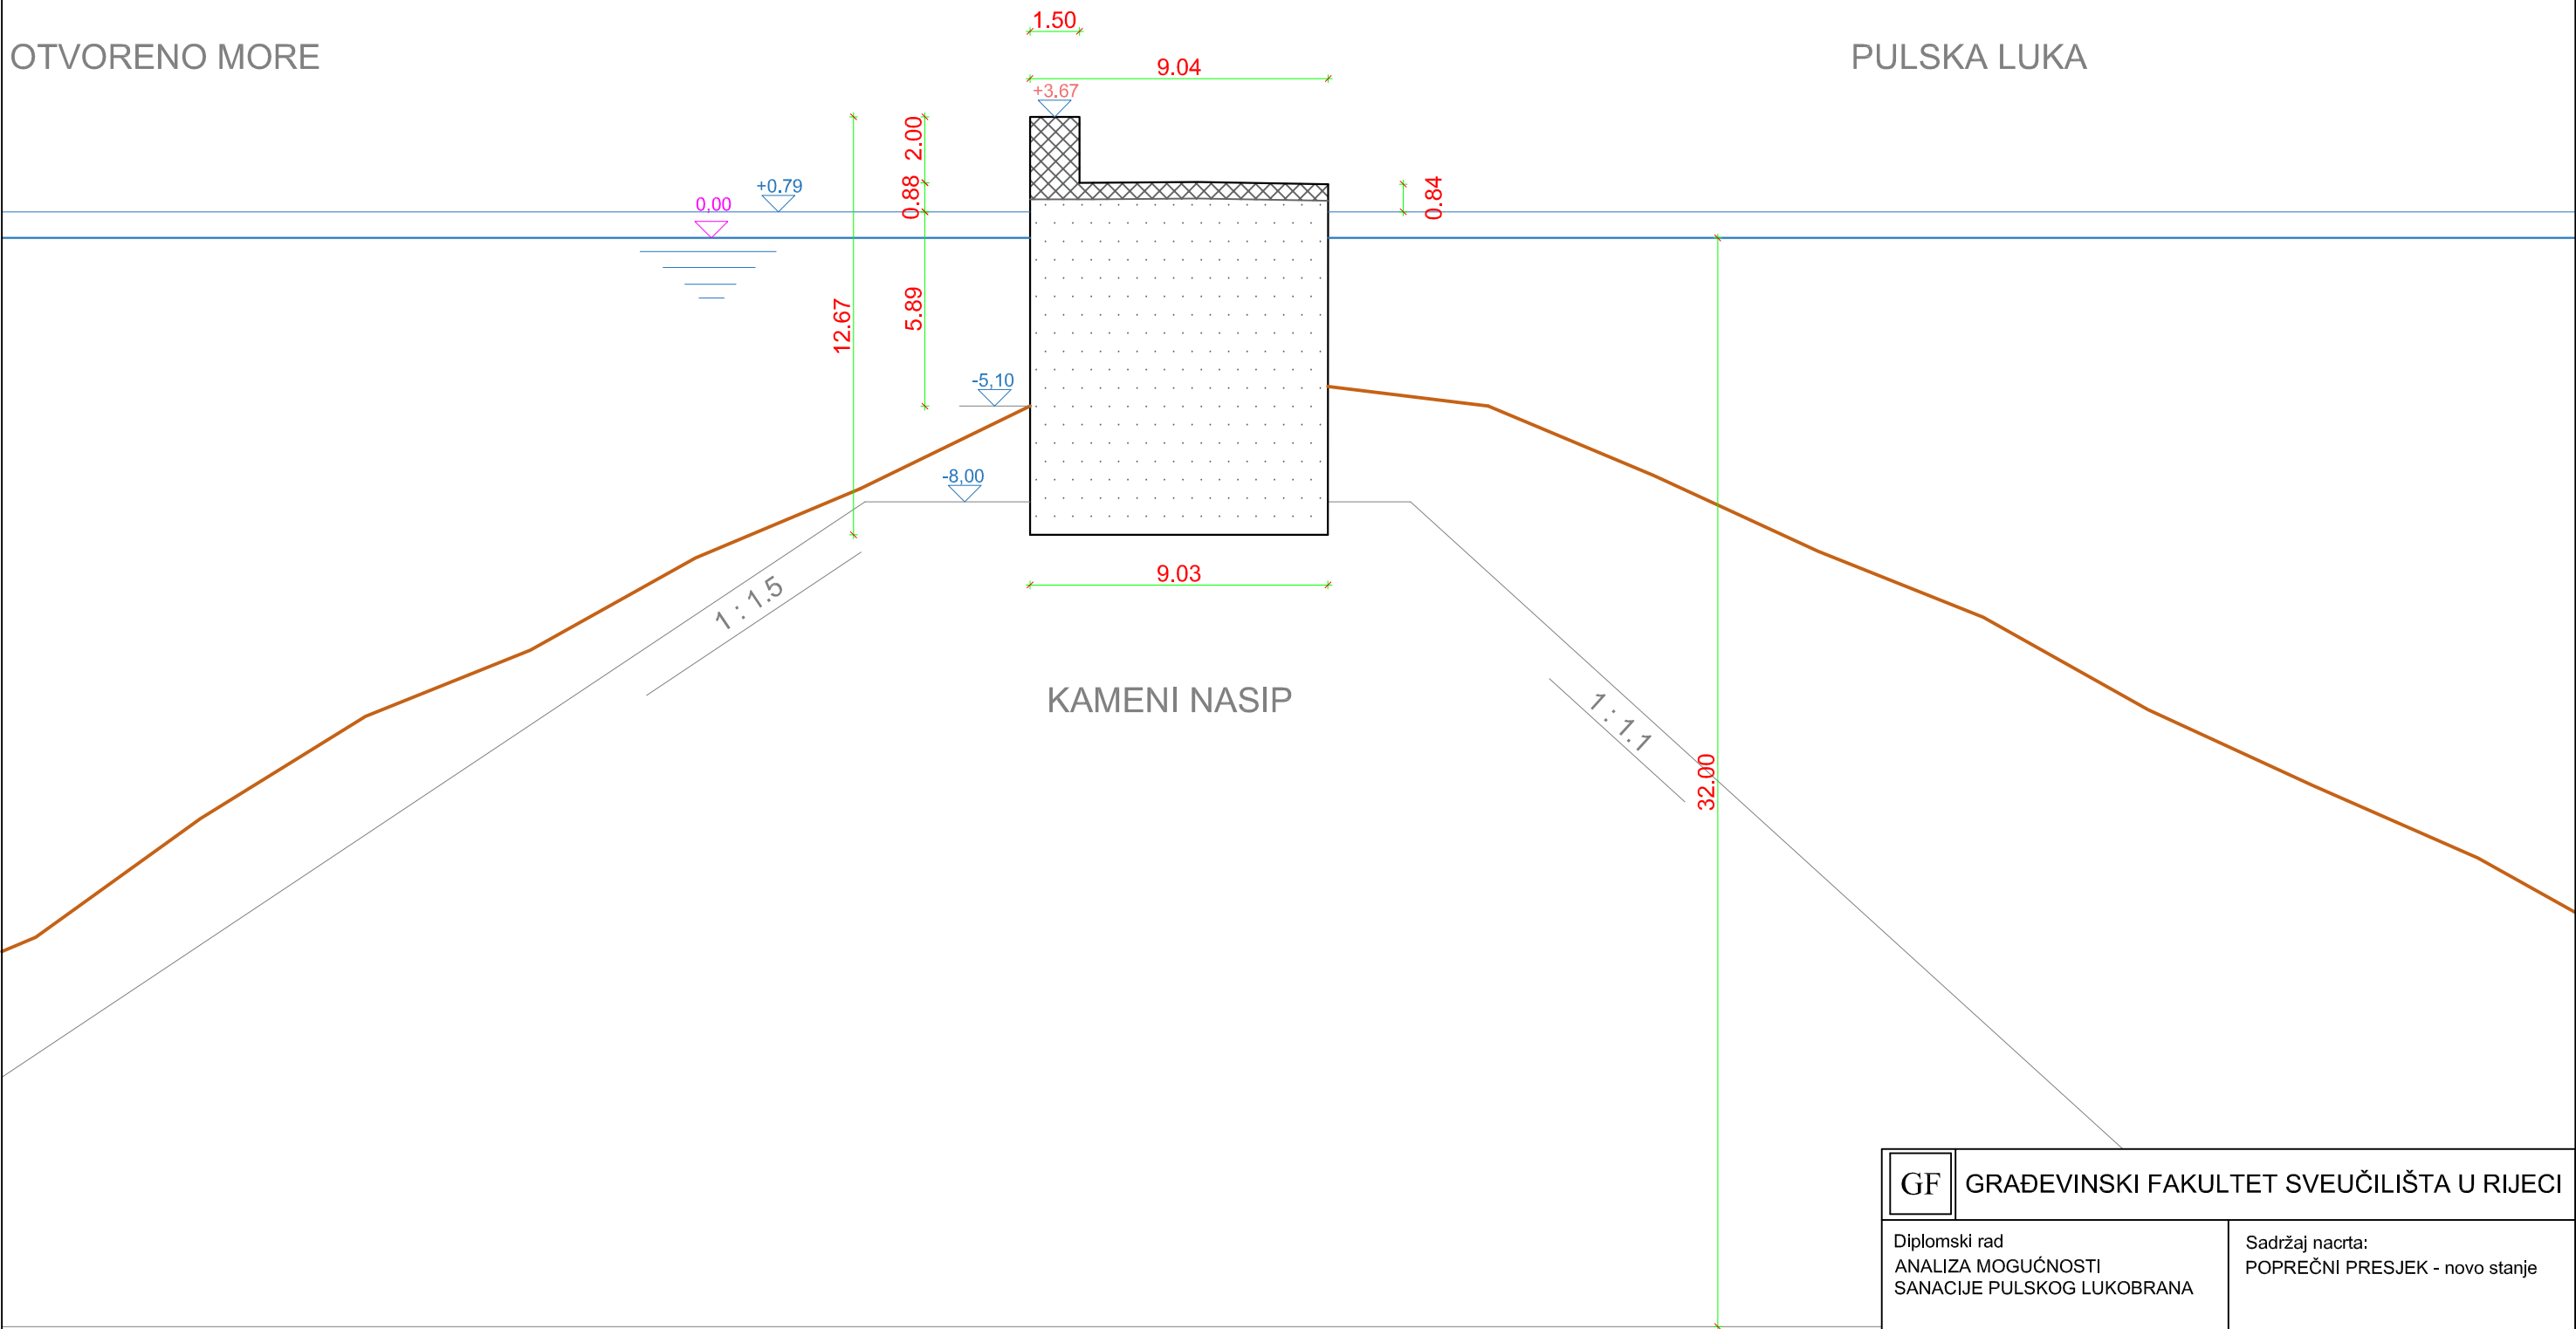 1.50
OTVORENO MORE
PULSKA LUKA
9.04
+3.67
2.00
+0.79
0.88
0.84
0,00
12.67
5.89
-5,10
-8,00
9.03
1 : 1.5
KAMENI NASIP
1 : 1.1
32.00
GF
GRAĐEVINSKI FAKULTET SVEUČILIŠTA U RIJECI
Diplomski rad
ANALIZA MOGUĆNOSTI
SANACIJE PULSKOG LUKOBRANA
Sadržaj nacrta:
POPREČNI PRESJEK - novo stanje